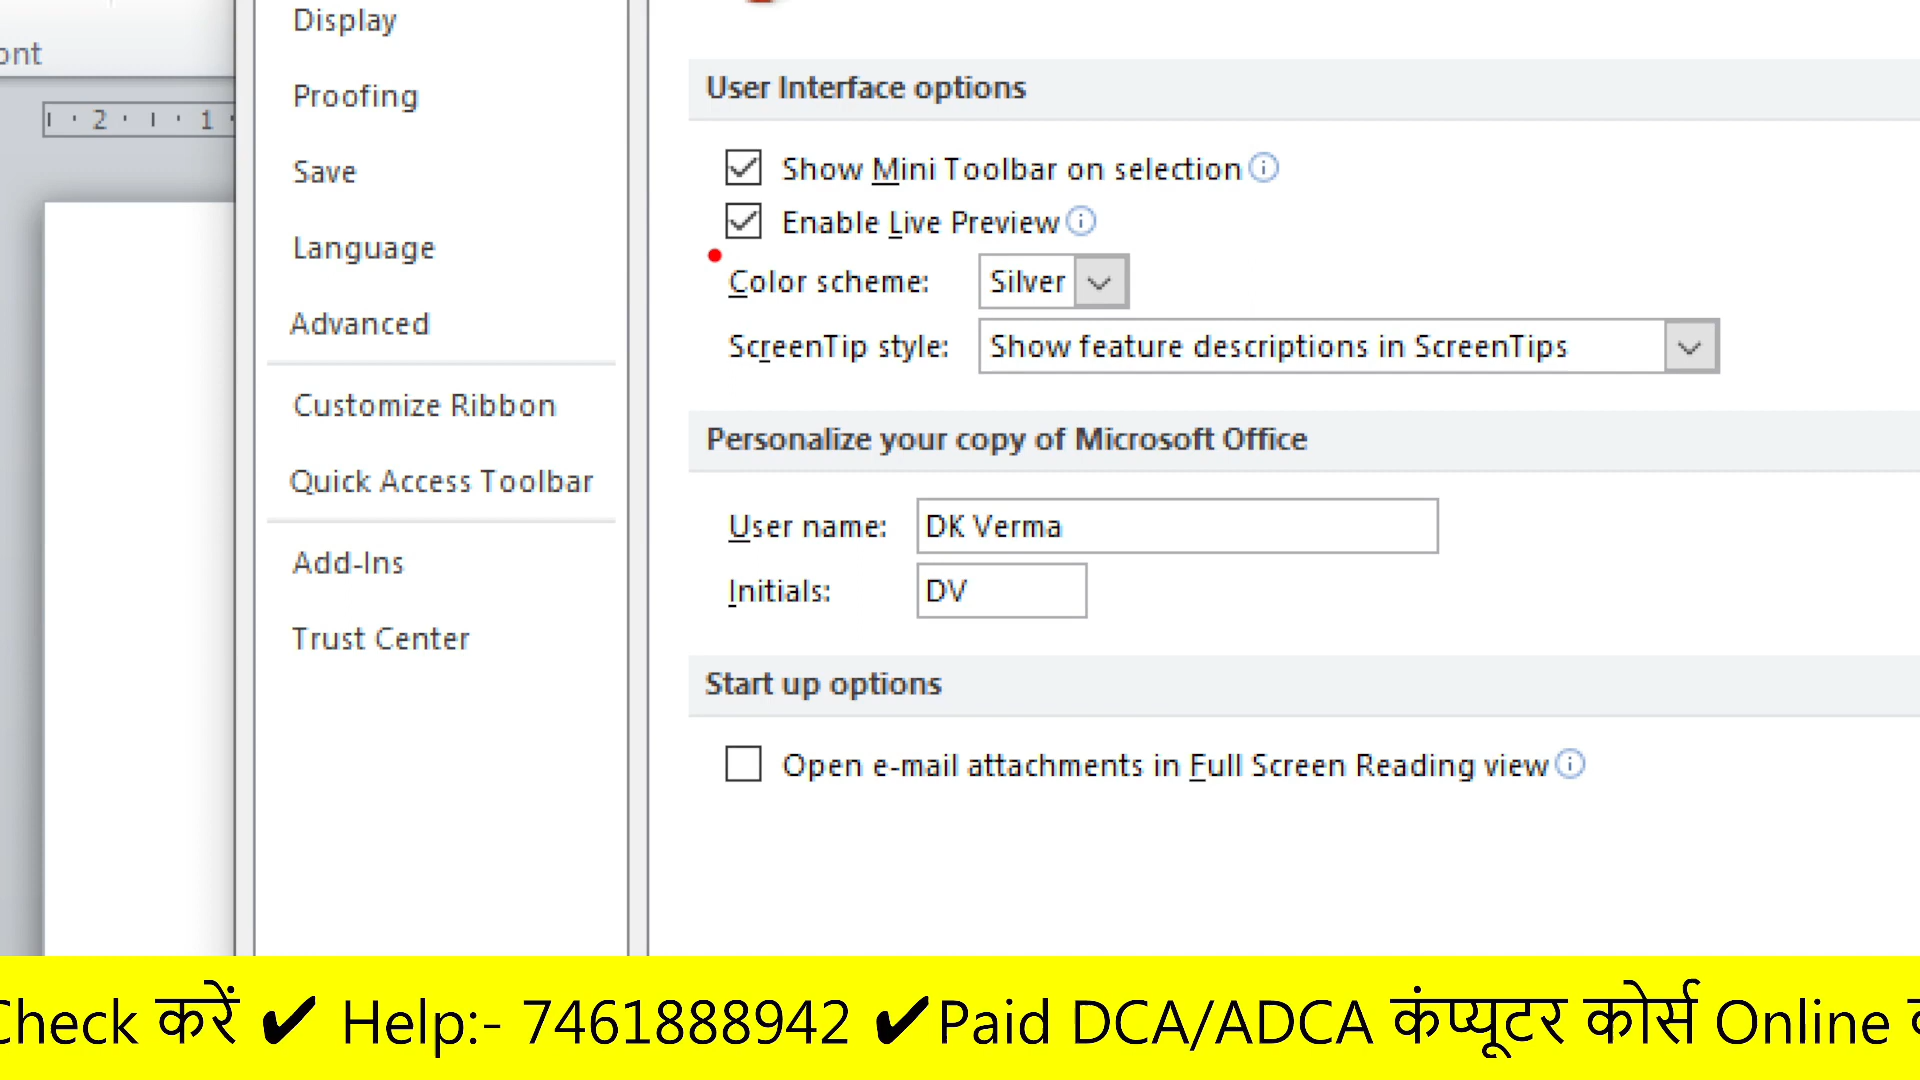 ont
2 1
Display
Proofing
Save
Language
Advanced
Customize Ribbon
Quick Access Toolbar
Add-Ins
Trust Center
User Interface options
Show Mini Toolbar on selection
Enable Live Preview
Color scheme: Silver
ScreenTip style: Show feature descriptions in ScreenTips
Personalize your copy of Microsoft Office
User name: DK Verma
Initials: DV
Start up options
Open e-mail attachments in Full Screen Reading view
Check करें ✔ Help:- 7461888942 ✔Paid DCA/ADCA कंप्यूटर कोर्स Online